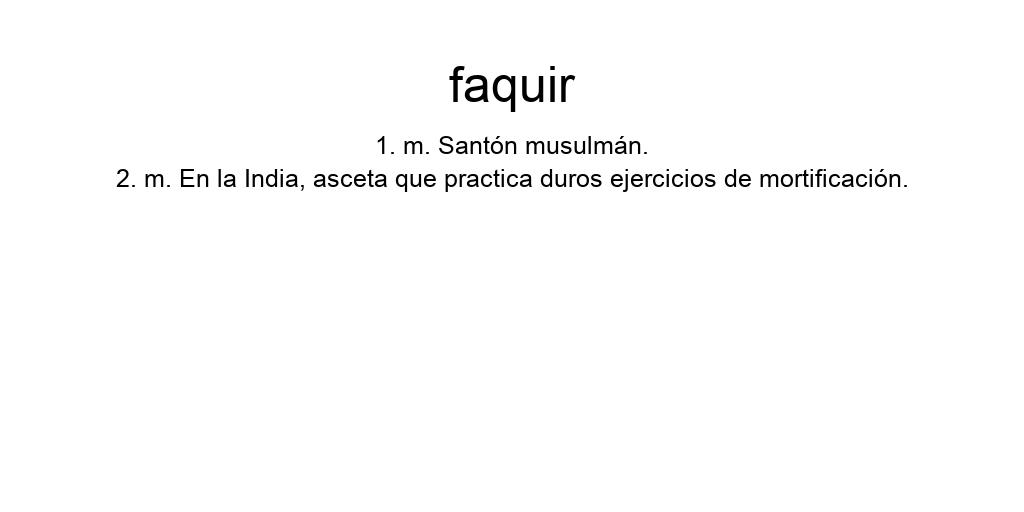 faquir
1. m. Santón musulmán.
2. m. En la India, asceta que practica duros ejercicios de mortificación.